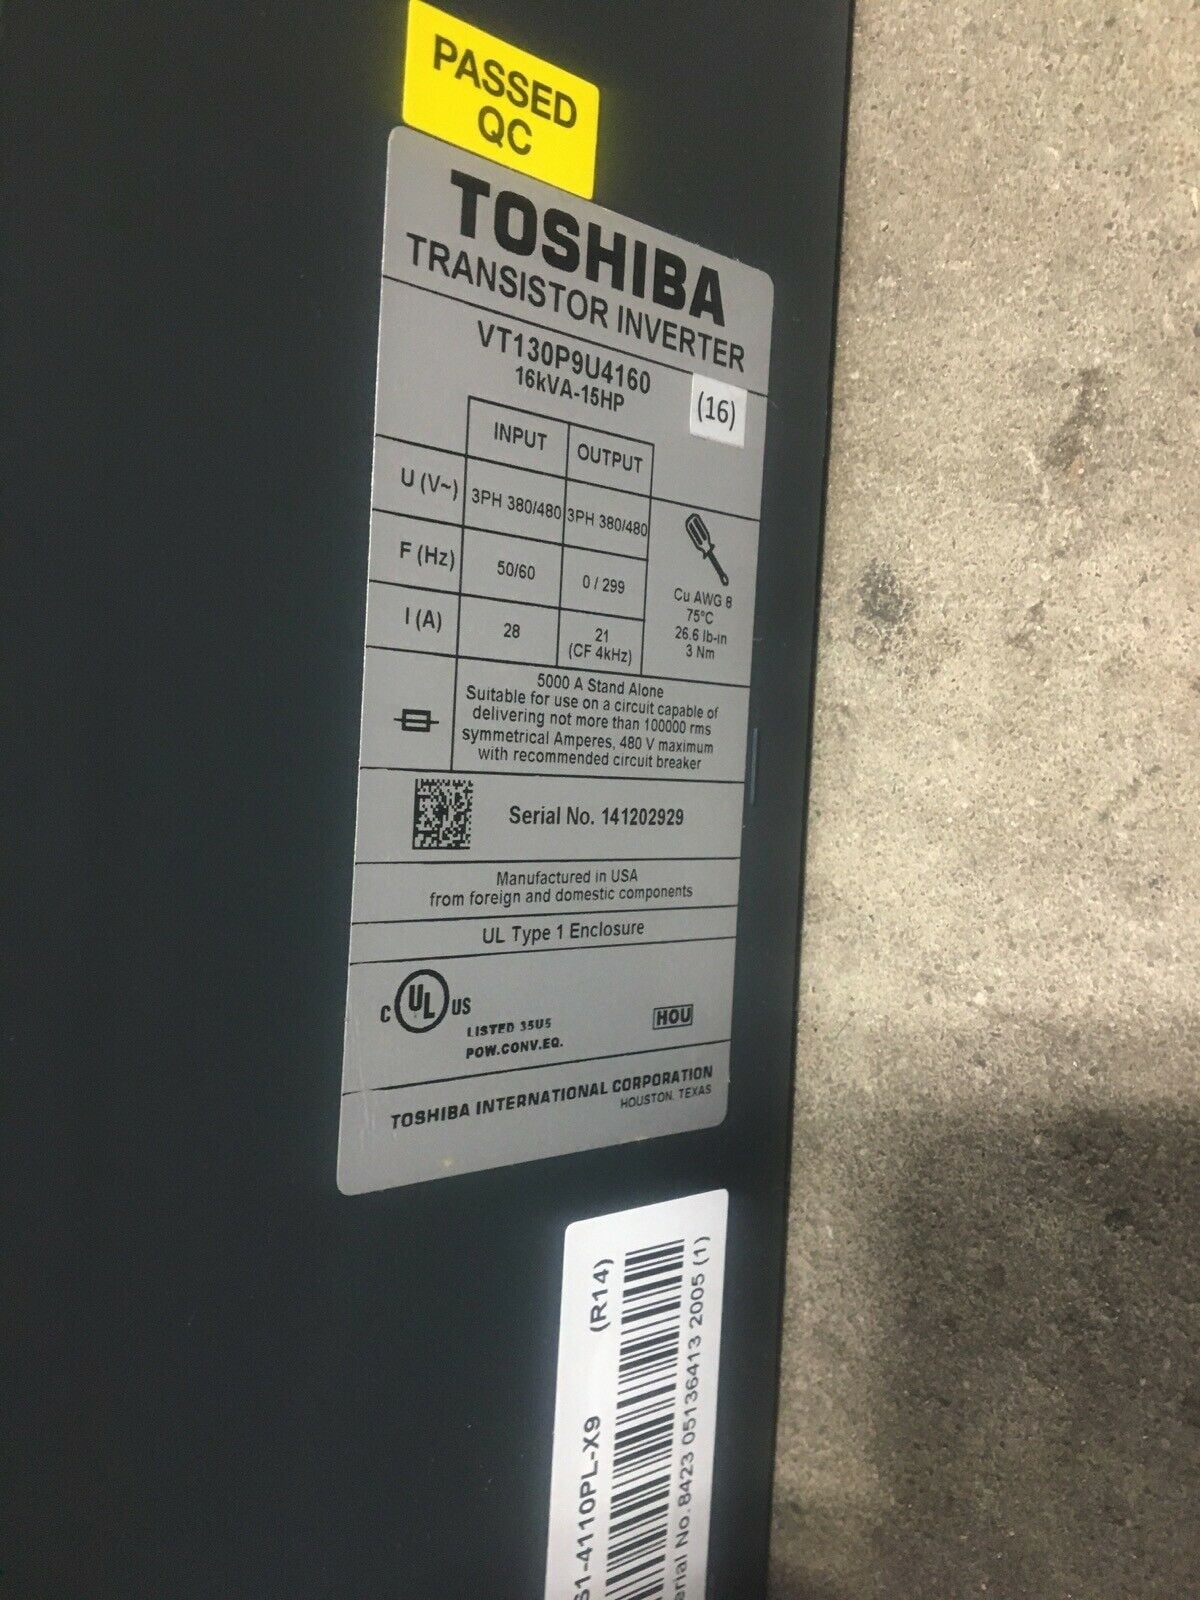 PASSED
QC
TOSHIBA
TRANSISTOR INVERTER
VT130P9U4160
16kVA-15HP
(16)
INPUT OUTPUT
U (V~) 3PH 380/480 3PH 380/480
F (Hz) 50/60 0 / 299
I (A) 28 21
(CF 4kHz)
Cu AWG 8
75°C
26.6 lb-in
3 Nm
5000 A Stand Alone
Suitable for use on a circuit capable of
delivering not more than 100000 rms
symmetrical Amperes, 480 V maximum
with recommended circuit breaker
Serial No. 141202929
Manufactured in USA
from foreign and domestic components
UL Type 1 Enclosure
C UL US
LISTED 35U5
POW.CONV.EQ.
HOU
TOSHIBA INTERNATIONAL CORPORATION
HOUSTON, TEXAS
S1-4110PL-X9 (R14)
erial No. 8423 05136413 2005 (1)